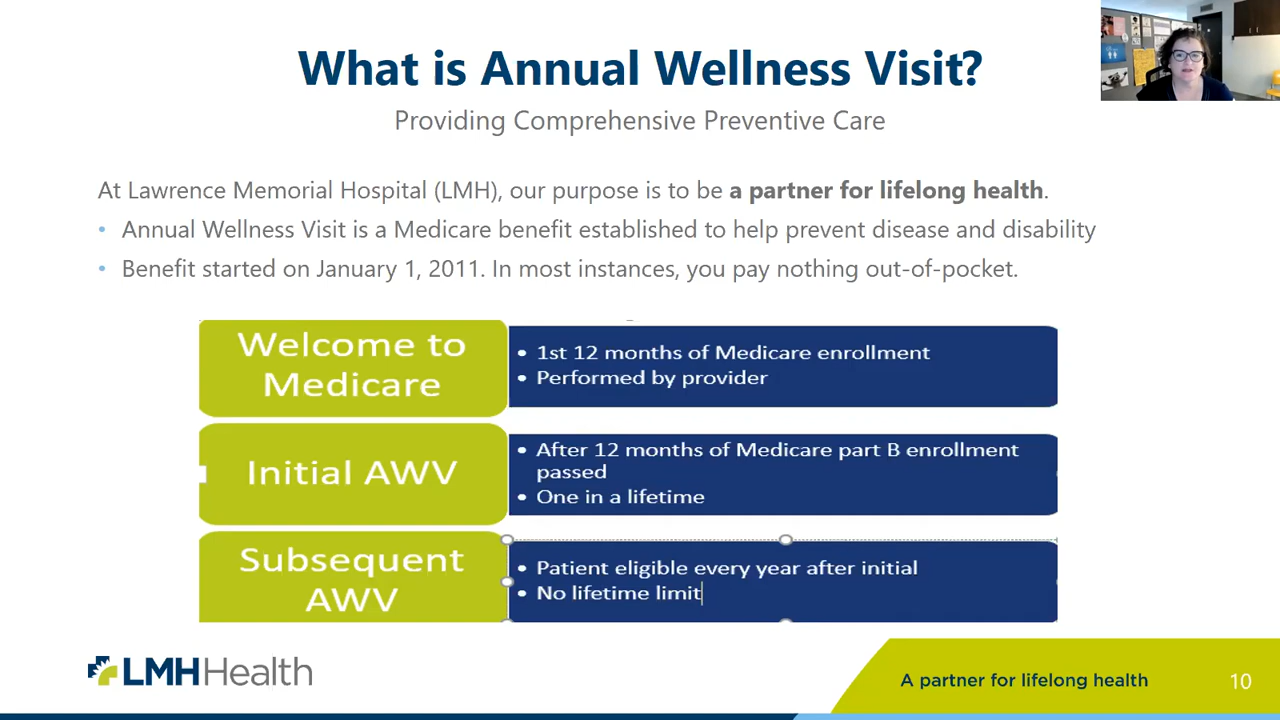 What is Annual Wellness Visit?
Providing Comprehensive Preventive Care
At Lawrence Memorial Hospital (LMH), our purpose is to be a partner for lifelong health.
• Annual Wellness Visit is a Medicare benefit established to help prevent disease and disability
• Benefit started on January 1, 2011. In most instances, you pay nothing out-of-pocket.
Welcome to
Medicare
• 1st 12 months of Medicare enrollment
• Performed by provider
Initial AWV
• After 12 months of Medicare part B enrollment
passed
• One in a lifetime
Subsequent
AWV
• Patient eligible every year after initial
• No lifetime limit
LMH Health
A partner for lifelong health
10